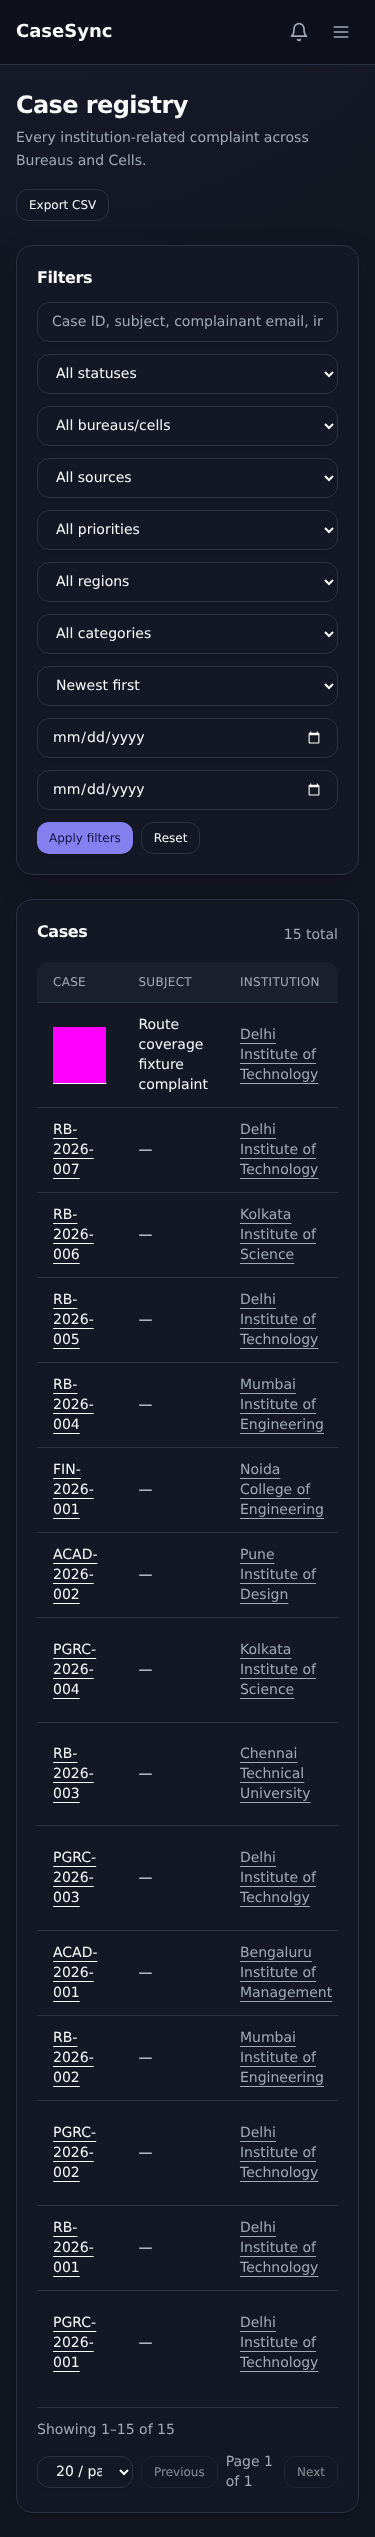 CaseSync
Case registry
Every institution-related complaint across
Bureaus and Cells.
Export CSV
Filters
Case ID, subject, complainant email, ir
All statuses
All bureaus/cells
All sources
All priorities
All regions
All categories
Newest first
mm/dd/yyyy
mm/dd/yyyy
Apply filters Reset
Cases 15 total
CASE SUBJECT INSTITUTION
Route
coverage
fixture
complaint
Delhi
Institute of
Technology
RB-
2026-
007
—
Delhi
Institute of
Technology
RB-
2026-
006
—
Kolkata
Institute of
Science
RB-
2026-
005
—
Delhi
Institute of
Technology
RB-
2026-
004
—
Mumbai
Institute of
Engineering
FIN-
2026-
001
—
Noida
College of
Engineering
ACAD-
2026-
002
—
Pune
Institute of
Design
PGRC-
2026-
004
—
Kolkata
Institute of
Science
RB-
2026-
003
—
Chennai
Technical
University
PGRC-
2026-
003
—
Delhi
Institute of
Technolgy
ACAD-
2026-
001
—
Bengaluru
Institute of
Management
RB-
2026-
002
—
Mumbai
Institute of
Engineering
PGRC-
2026-
002
—
Delhi
Institute of
Technology
RB-
2026-
001
—
Delhi
Institute of
Technology
PGRC-
2026-
001
—
Delhi
Institute of
Technology
Showing 1–15 of 15
20 / pa Previous Page 1 of 1 Next